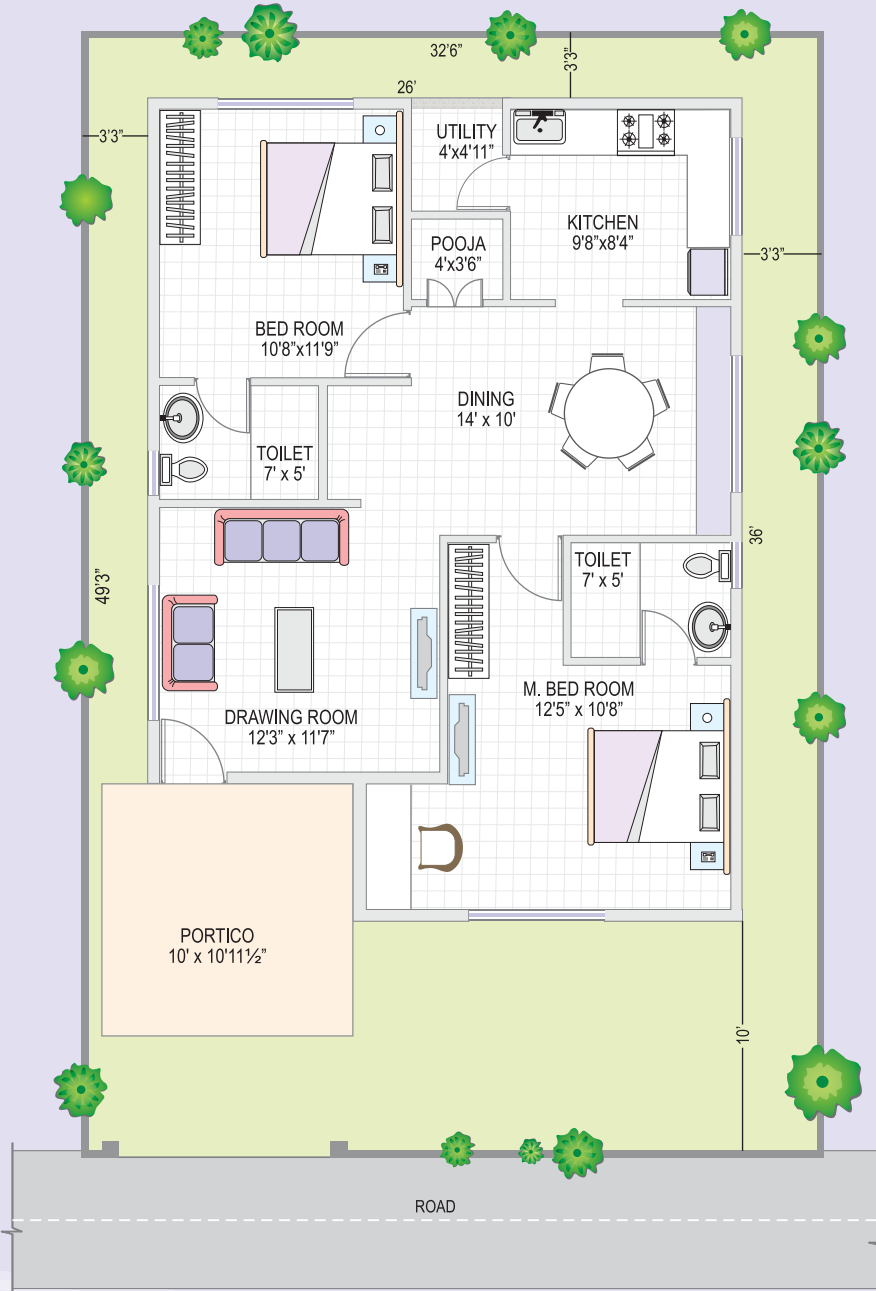 32'6"
3'3"
26'
3'3"
UTILITY
4'x4'11"
KITCHEN
9'8"x8'4"
POOJA
4'x3'6"
3'3"
BED ROOM
10'8"x11'9"
DINING
14' x 10'
TOILET
7' x 5'
36'
TOILET
7' x 5'
49'3"
M. BED ROOM
12'5" x 10'8"
DRAWING ROOM
12'3" x 11'7"
PORTICO
10' x 10'11½"
10'
ROAD